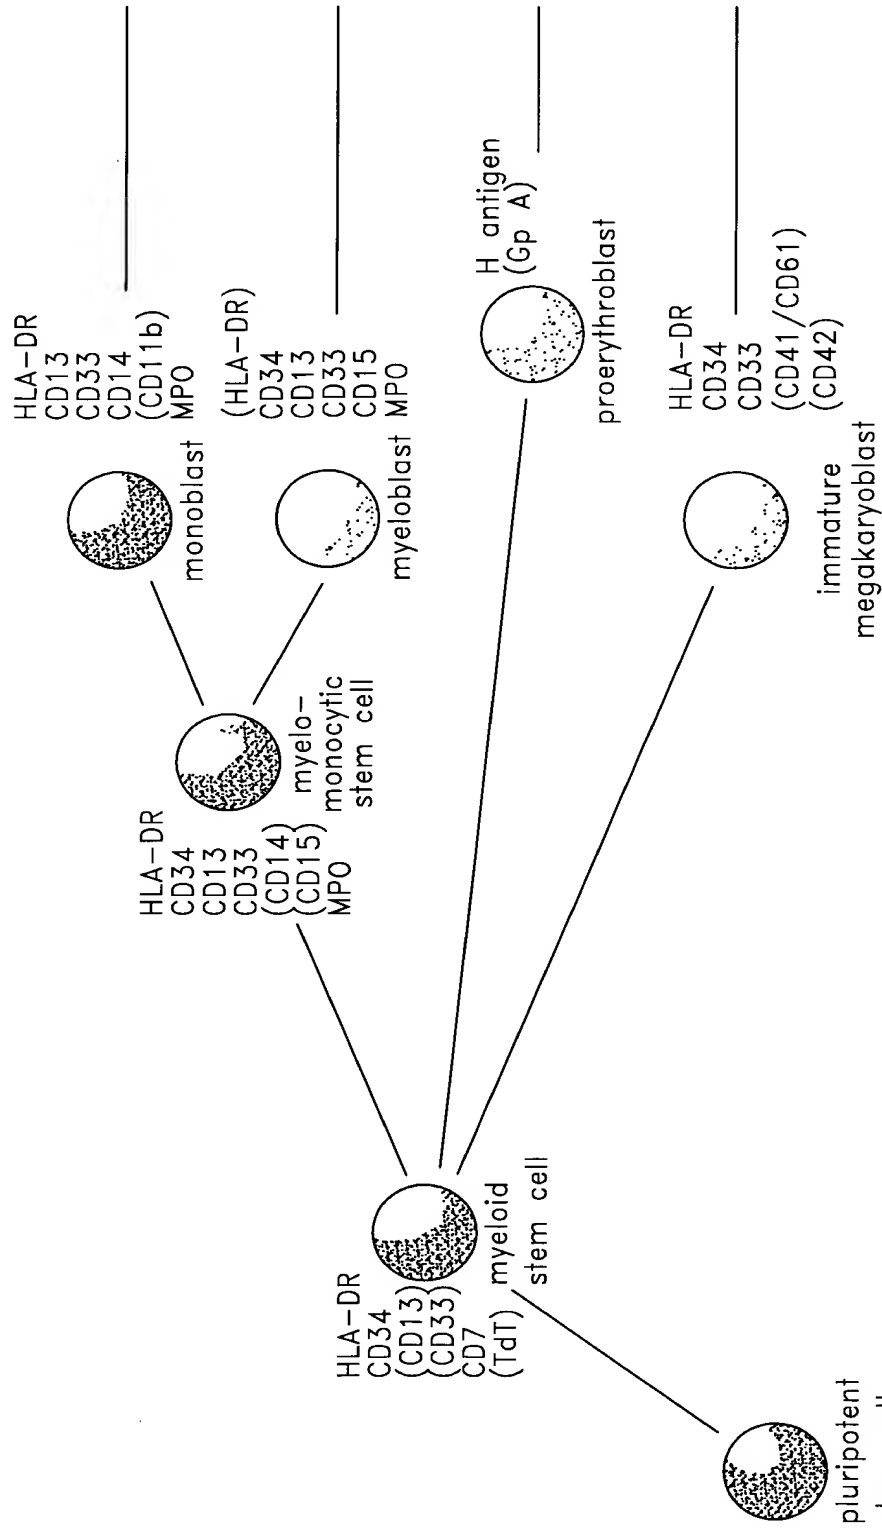 HLA-DR
CD13
CD33
CD14
(CD11b)
MPO
monoblast
(HLA-DR)
CD34
CD13
CD33
CD15
MPO
myeloblast
HLA-DR
CD34
CD13
CD33
(CD14)
(CD15)
MPO
myelo-
monocytic
stem cell
H antigen
(Gp A)
proerythroblast
HLA-DR
CD34
CD33
(CD41/CD61)
(CD42)
immature
megakaryoblast
HLA-DR
CD34
(CD13)
(CD33)
CD7
(TdT)
myeloid
stem cell
pluripotent